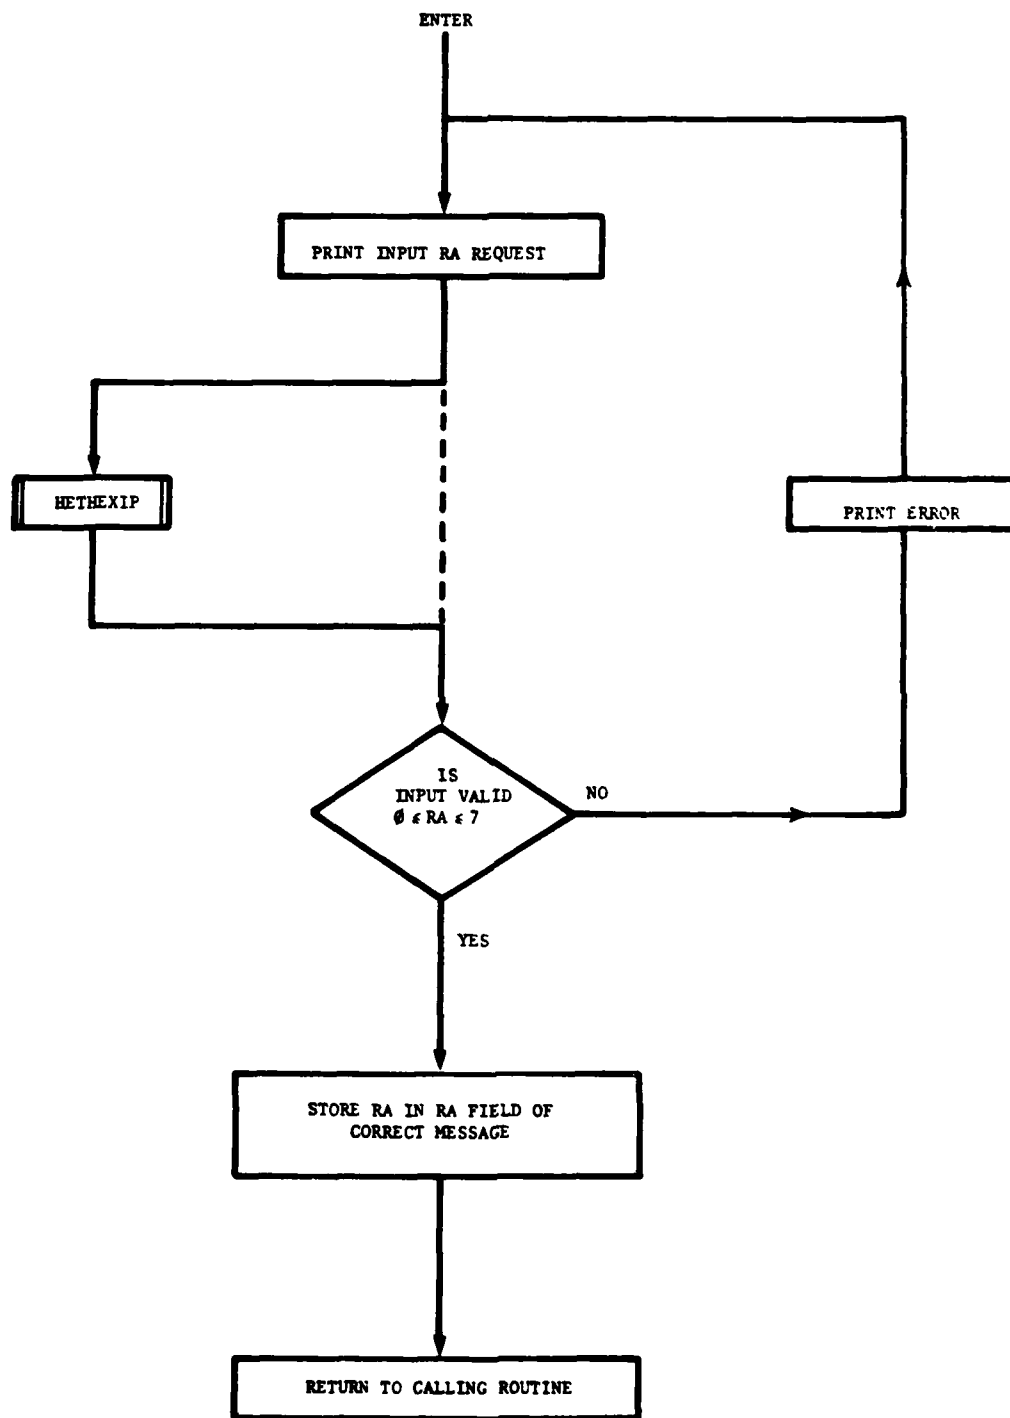 ENTER
PRINT INPUT RA REQUEST
HETHEXIP
PRINT ERROR
IS
INPUT VALID
Ø ≤ RA ≤ 7
NO
YES
STORE RA IN RA FIELD OF
CORRECT MESSAGE
RETURN TO CALLING ROUTINE